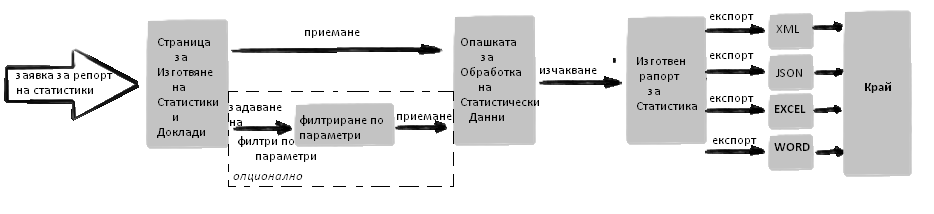 заявка за репорт
на статистики
Страница
за
Изготвяне
на
Статистики
и
Доклади
приемане
задаване
на
филтри по
параметри
филтриране по
параметри
приемане
опционално
Опашката
за
Обработка
на
Статистически
Данни
изчакване
Изготвен
рапорт
за
Статистика
експорт
XML
експорт
JSON
експорт
EXCEL
експорт
WORD
Край